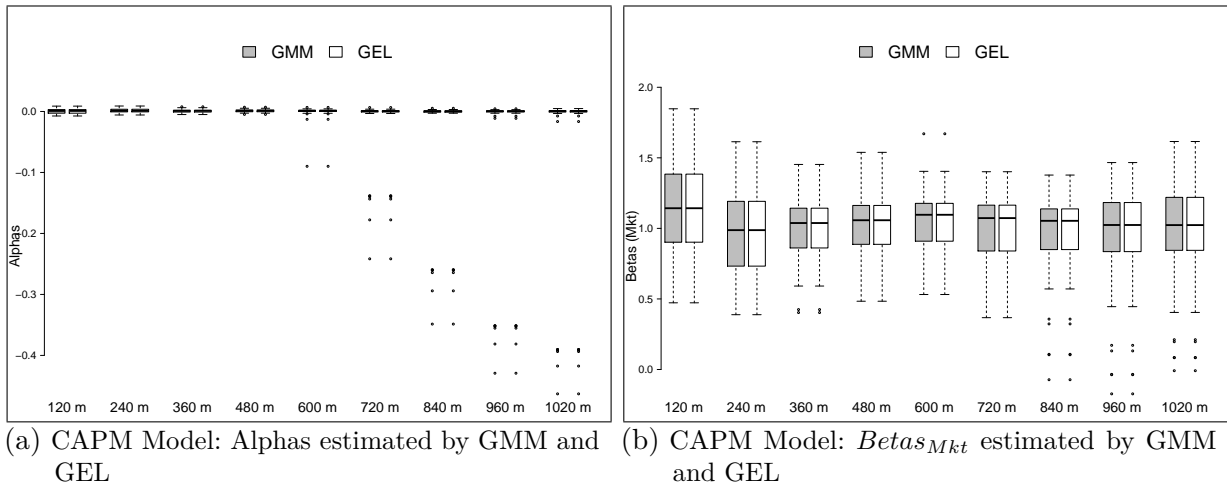 GMM GEL
Alphas
0.0
−0.1
−0.2
−0.3
−0.4
120 m 240 m 360 m 480 m 600 m 720 m 840 m 960 m 1020 m
(a) CAPM Model: Alphas estimated by GMM and
GEL
GMM GEL
Betas (Mkt)
2.0
1.5
1.0
0.5
0.0
120 m 240 m 360 m 480 m 600 m 720 m 840 m 960 m 1020 m
(b) CAPM Model: Betas_{Mkt} estimated by GMM
and GEL